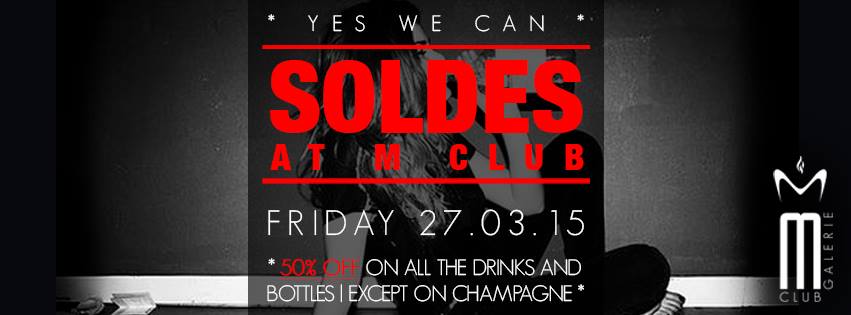 * YES WE CAN *
SOLDES
AT M CLUB
FRIDAY 27.03.15
* 50% OFF ON ALL THE DRINKS AND
BOTTLES | EXCEPT ON CHAMPAGNE *
M
CLUB
GALERIE